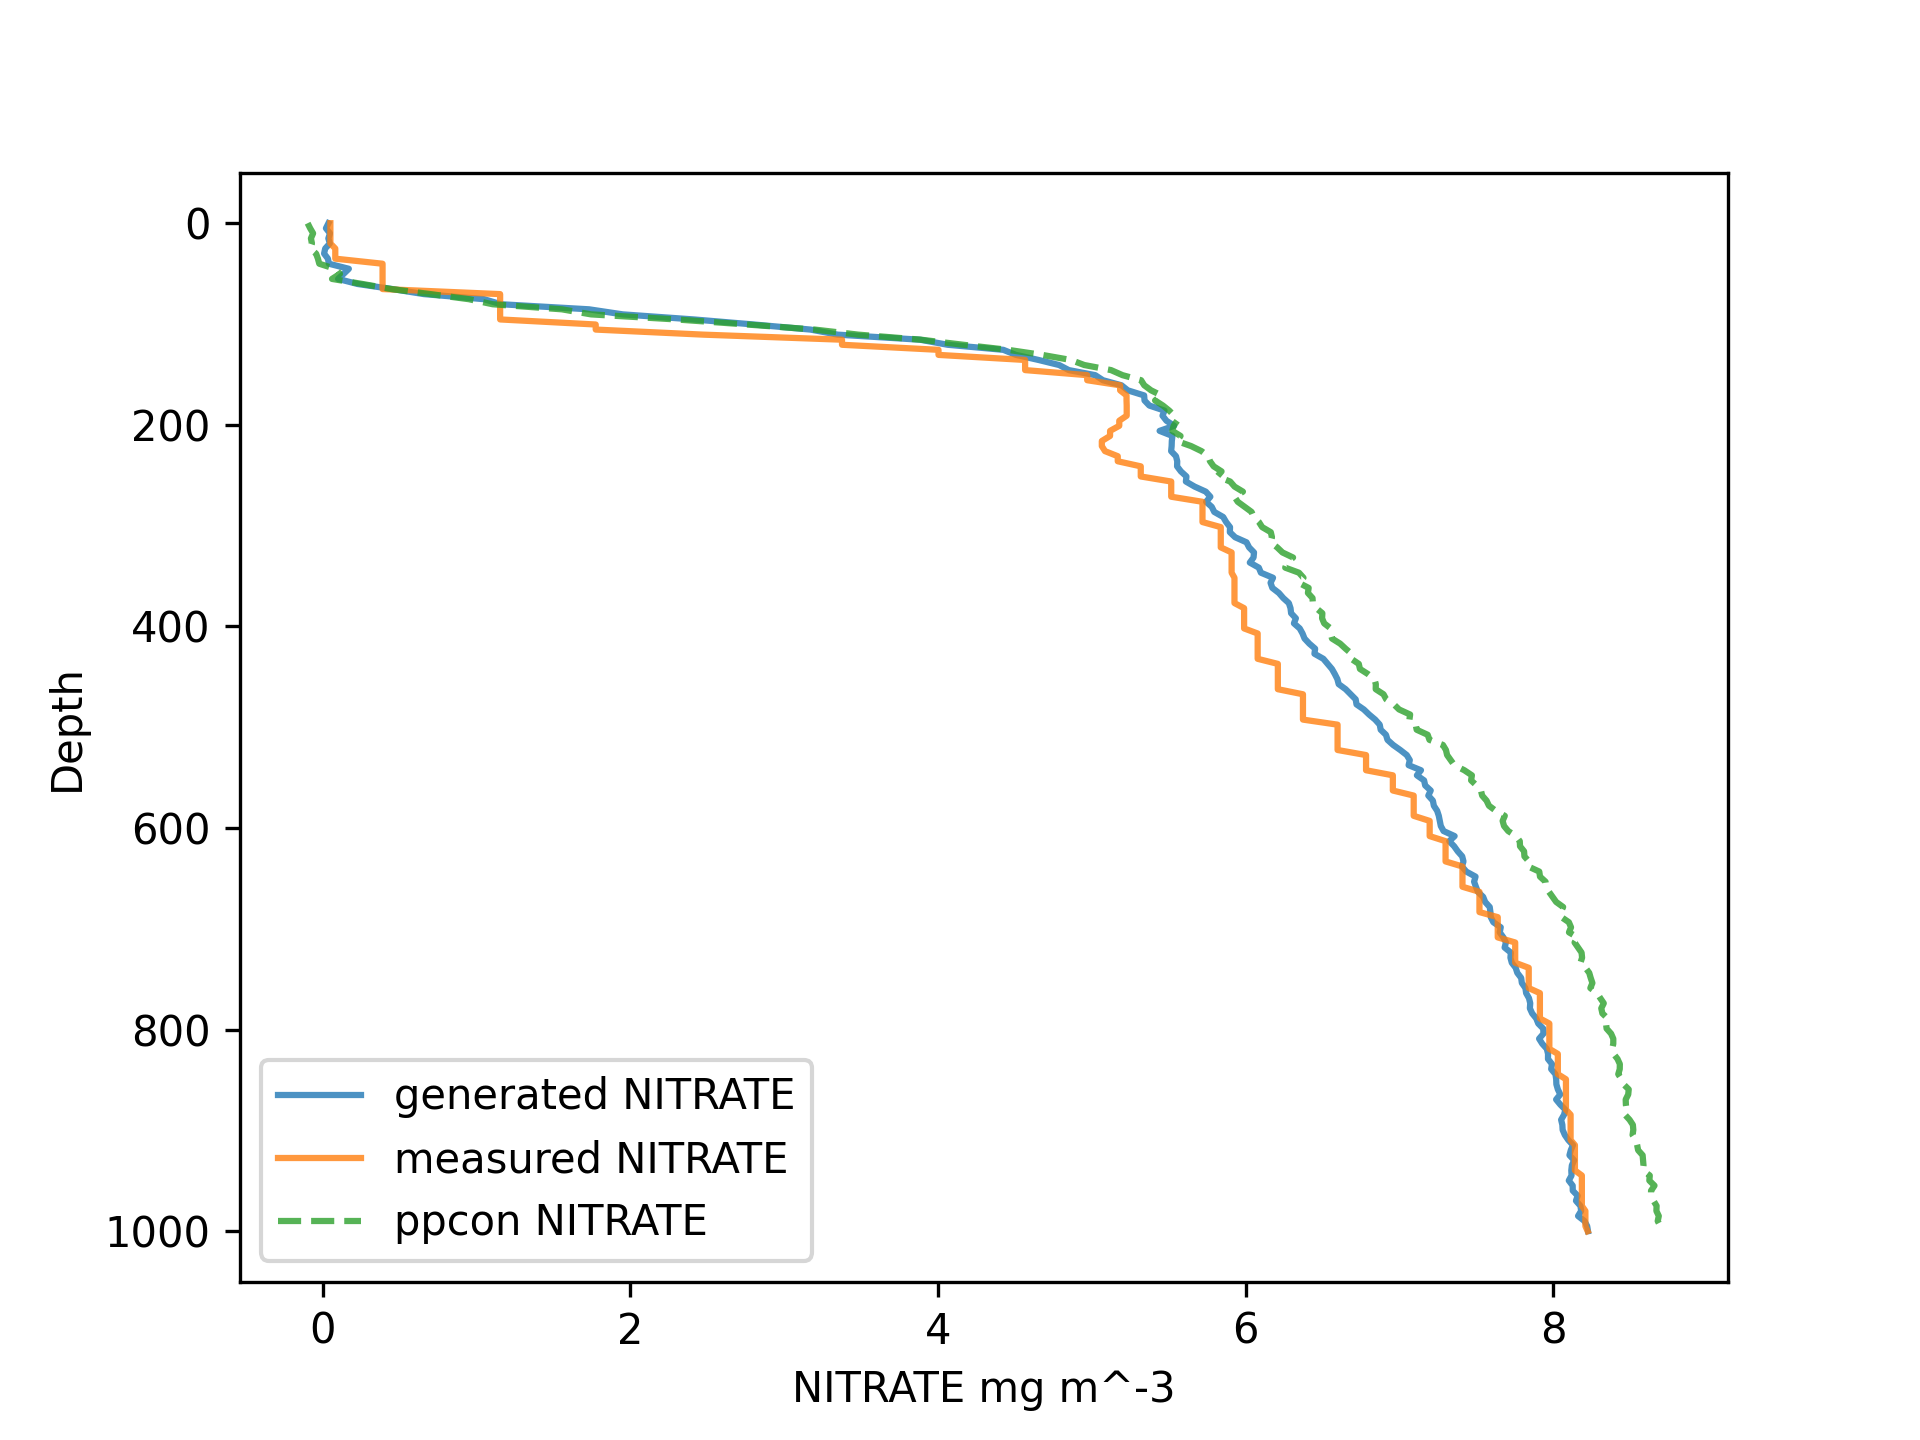 0
200
400
600
800
1000
Depth
generated NITRATE
measured NITRATE
ppcon NITRATE
0 2 4 6 8
NITRATE mg m^-3